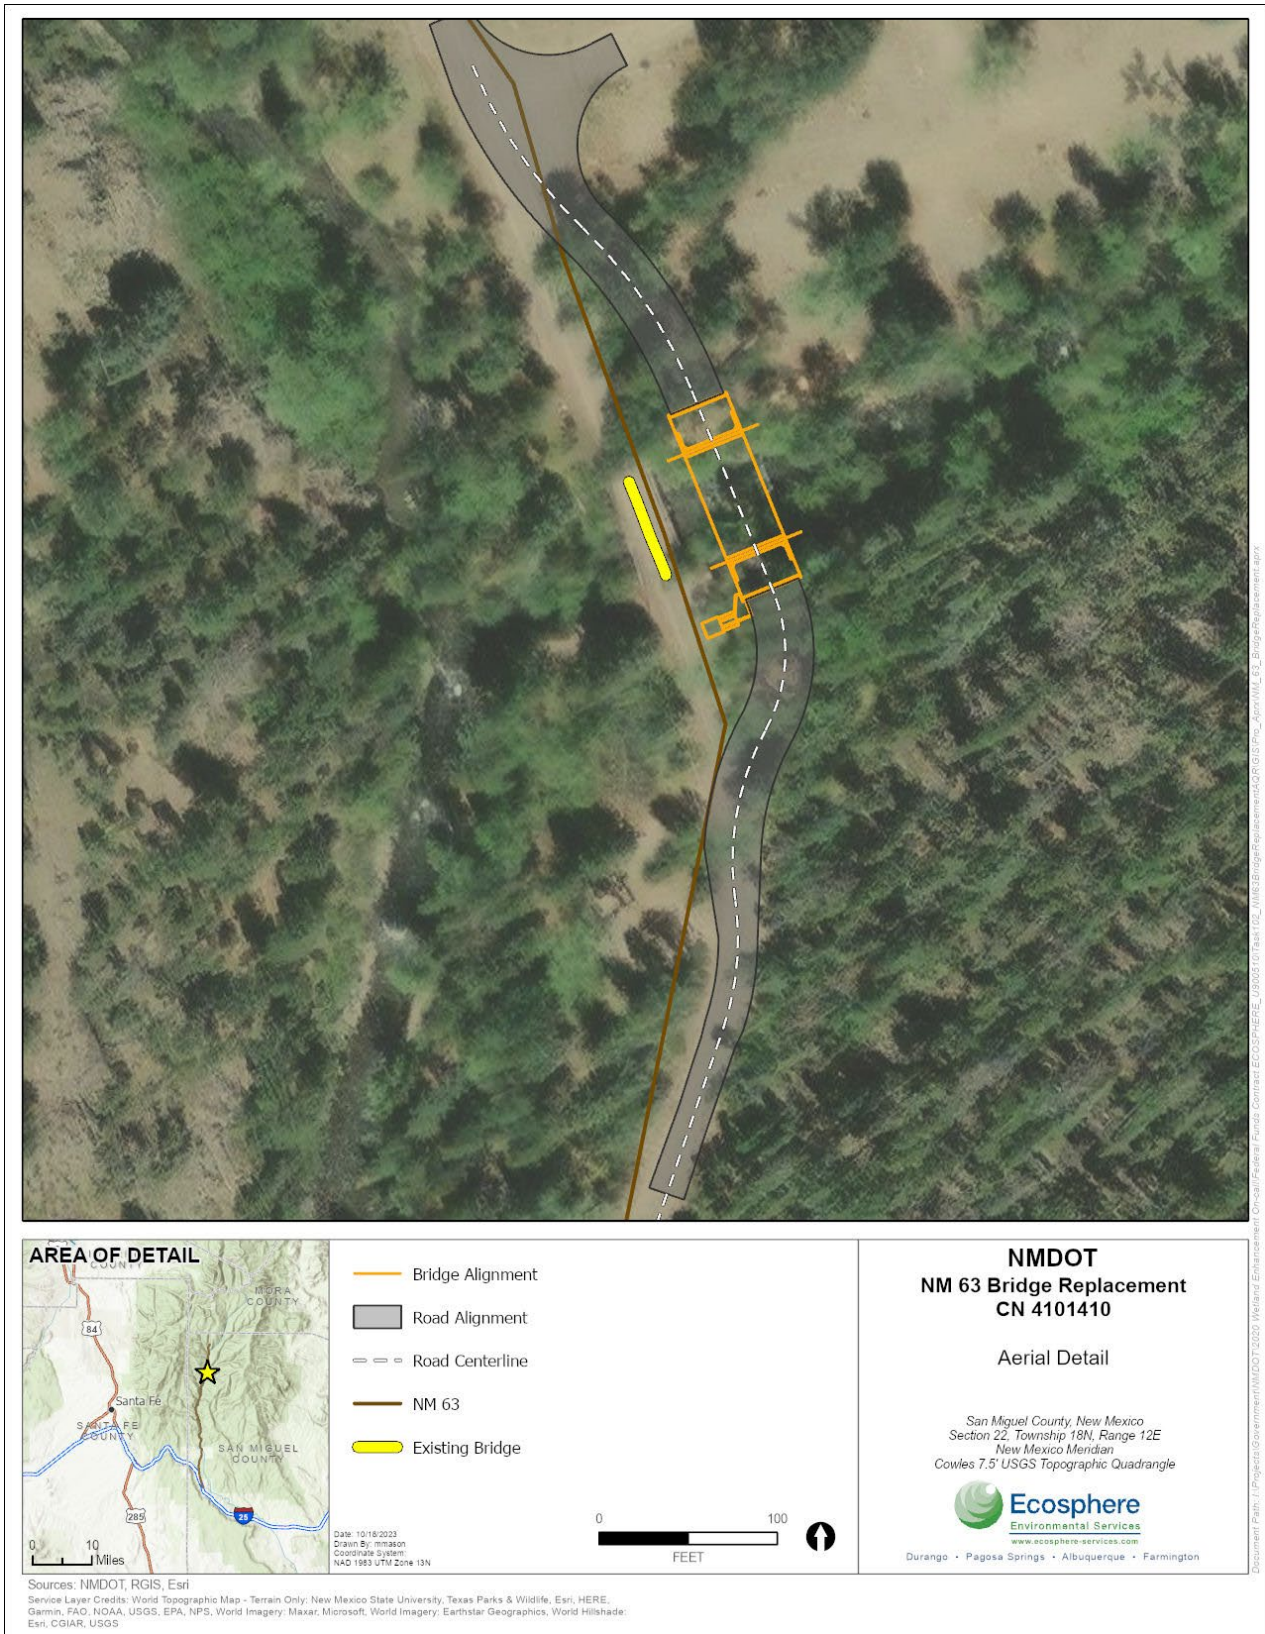 AREA OF DETAIL
COUNTY
MORA
COUNTY
84
Santa Fe
SANTA FE
COUNTY
SAN MIGUEL
COUNTY
285
25
0 10
Miles
Bridge Alignment
Road Alignment
Road Centerline
NM 63
Existing Bridge
Date: 10/18/2023
Drawn By: mmason
Coordinate System:
NAD 1983 UTM Zone 13N
0 100
FEET
NMDOT
NM 63 Bridge Replacement
CN 4101410
Aerial Detail
San Miguel County, New Mexico
Section 22, Township 18N, Range 12E
New Mexico Meridian
Cowles 7.5' USGS Topographic Quadrangle
Ecosphere
Environmental Services
www.ecosphere-services.com
Durango • Pagosa Springs • Albuquerque • Farmington
Sources: NMDOT, RGIS, Esri
Service Layer Credits: World Topographic Map - Terrain Only: New Mexico State University, Texas Parks & Wildlife, Esri, HERE,
Garmin, FAO, NOAA, USGS, EPA, NPS, World Imagery: Maxar, Microsoft, World Imagery: Earthstar Geographics, World Hillshade:
Esri, CGIAR, USGS